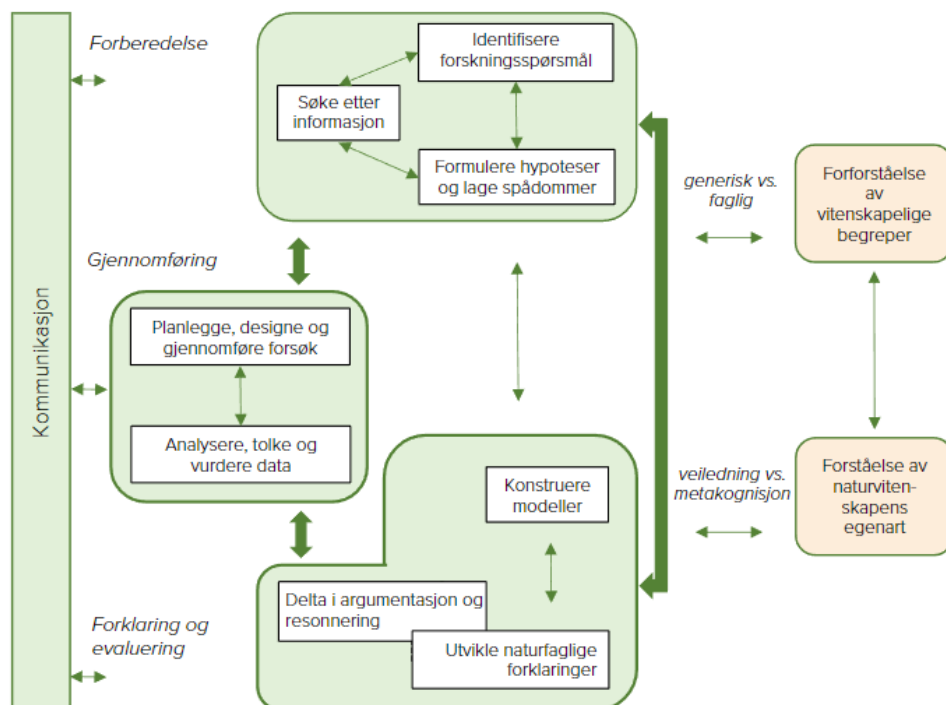 Kommunikasjon
Forberedelse
Identifisere
forskningsspørsmål
Søke etter
informasjon
Formulere hypoteser
og lage spådommer
generisk vs.
faglig
Forforståelse
av
vitenskapelige
begreper
Gjennomføring
Planlegge, designe og
gjennomføre forsøk
Analysere, tolke og
vurdere data
Konstruere
modeller
veiledning vs.
metakognisjon
Forståelse av
naturviten-
skapens
egenart
Forklaring og
evaluering
Delta i argumentasjon og
resonnering
Utvikle naturfaglige
forklaringer